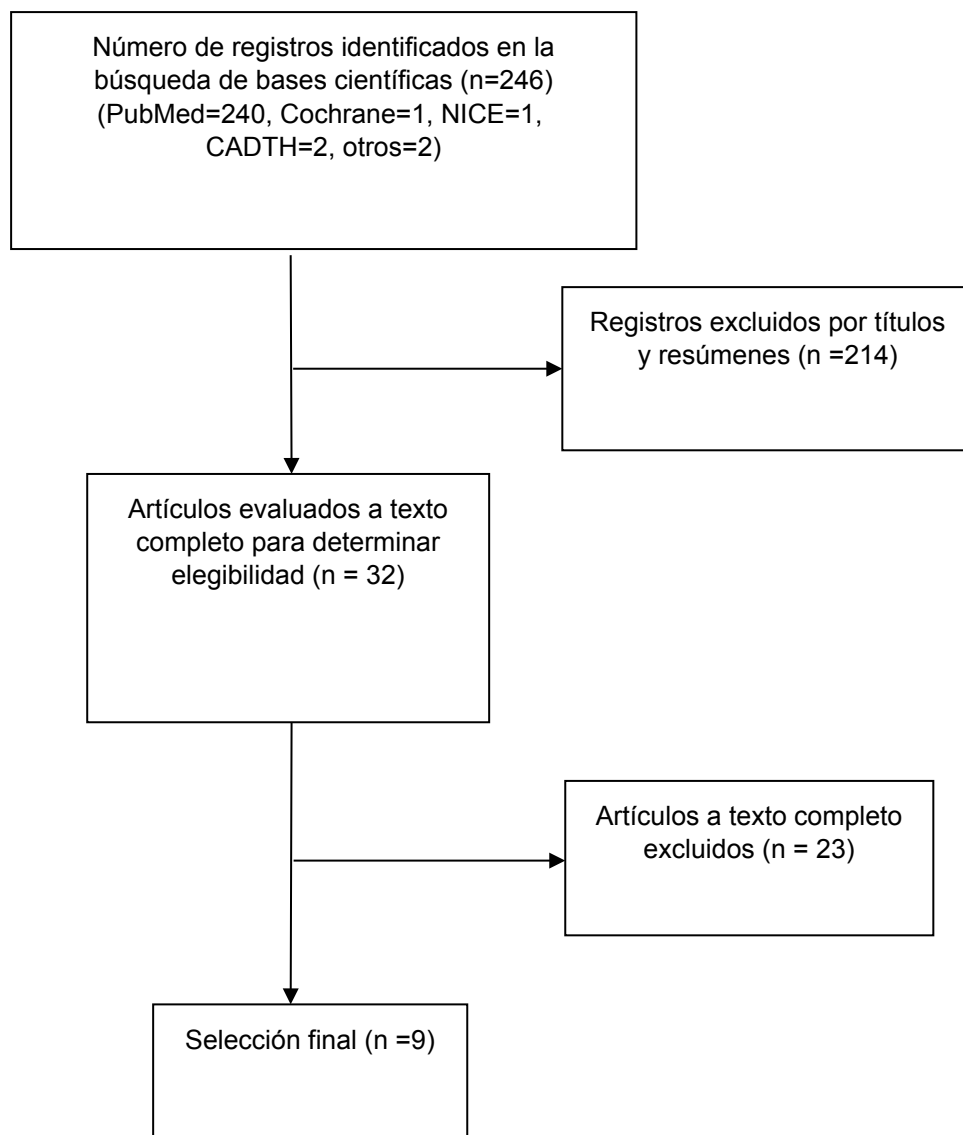 Número de registros identificados en la
búsqueda de bases científicas (n=246)
(PubMed=240, Cochrane=1, NICE=1,
CADTH=2, otros=2)
Registros excluidos por títulos
y resúmenes (n =214)
Artículos evaluados a texto
completo para determinar
elegibilidad (n = 32)
Artículos a texto completo
excluidos (n = 23)
Selección final (n =9)